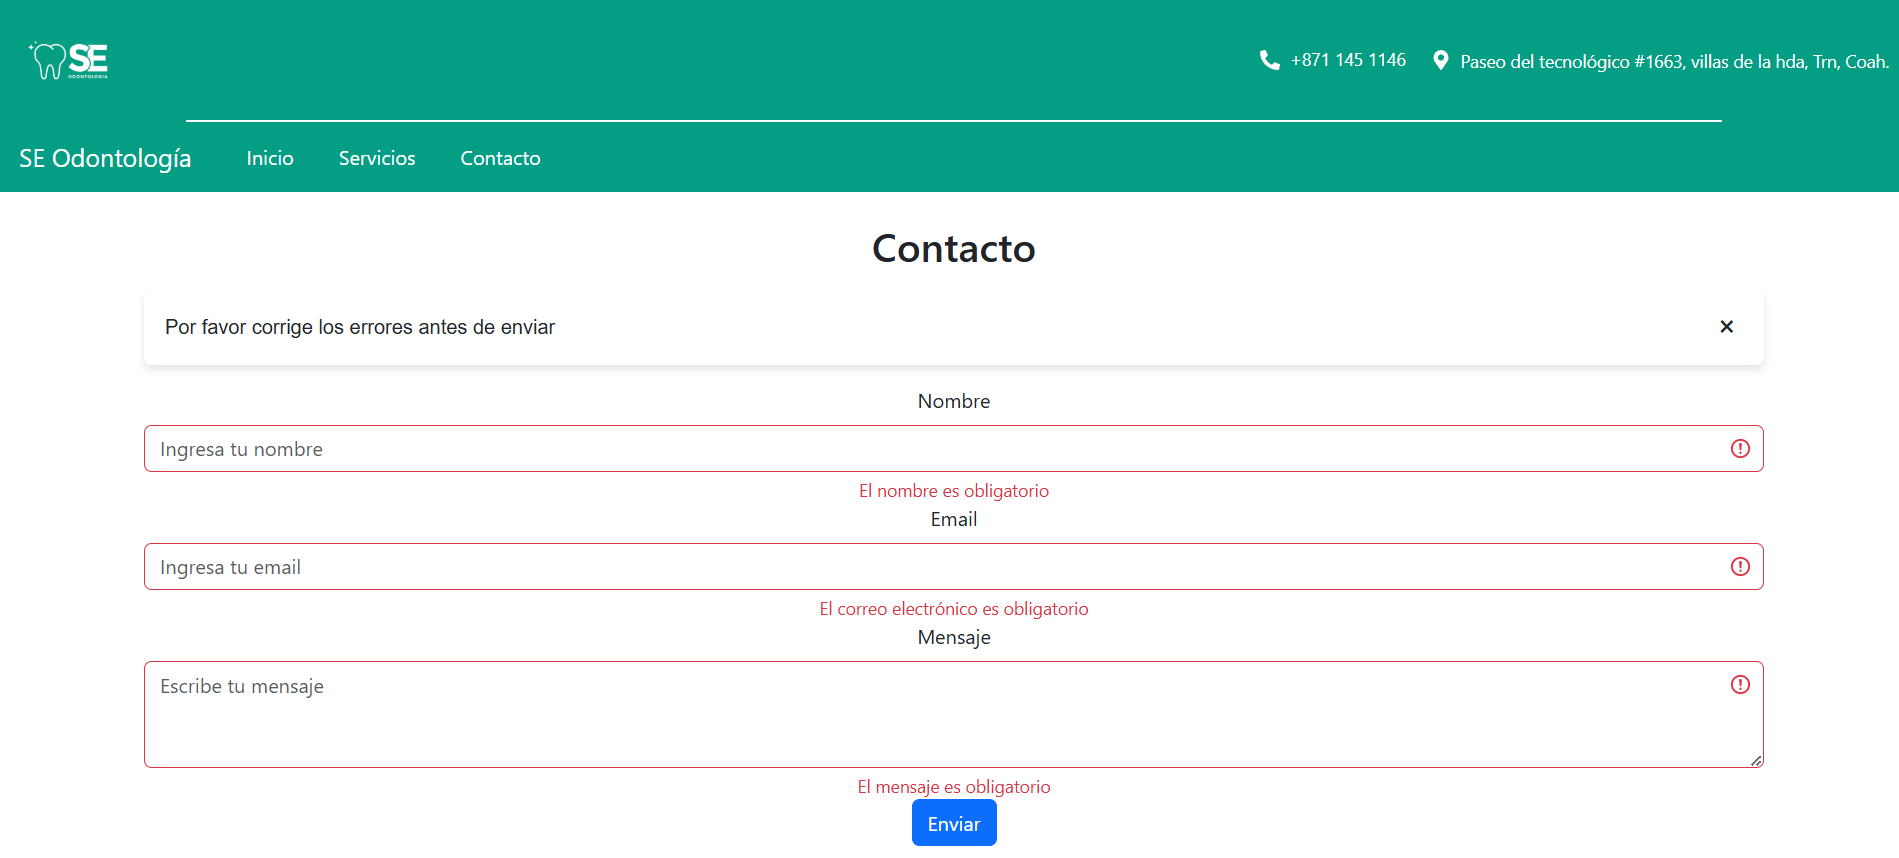 SE
ODONTOLOGÍA
+871 145 1146
Paseo del tecnológico #1663, villas de la hda, Trn, Coah.
SE Odontología
Inicio
Servicios
Contacto
Contacto
Por favor corrige los errores antes de enviar
Nombre
Ingresa tu nombre
El nombre es obligatorio
Email
Ingresa tu email
El correo electrónico es obligatorio
Mensaje
Escribe tu mensaje
El mensaje es obligatorio
Enviar